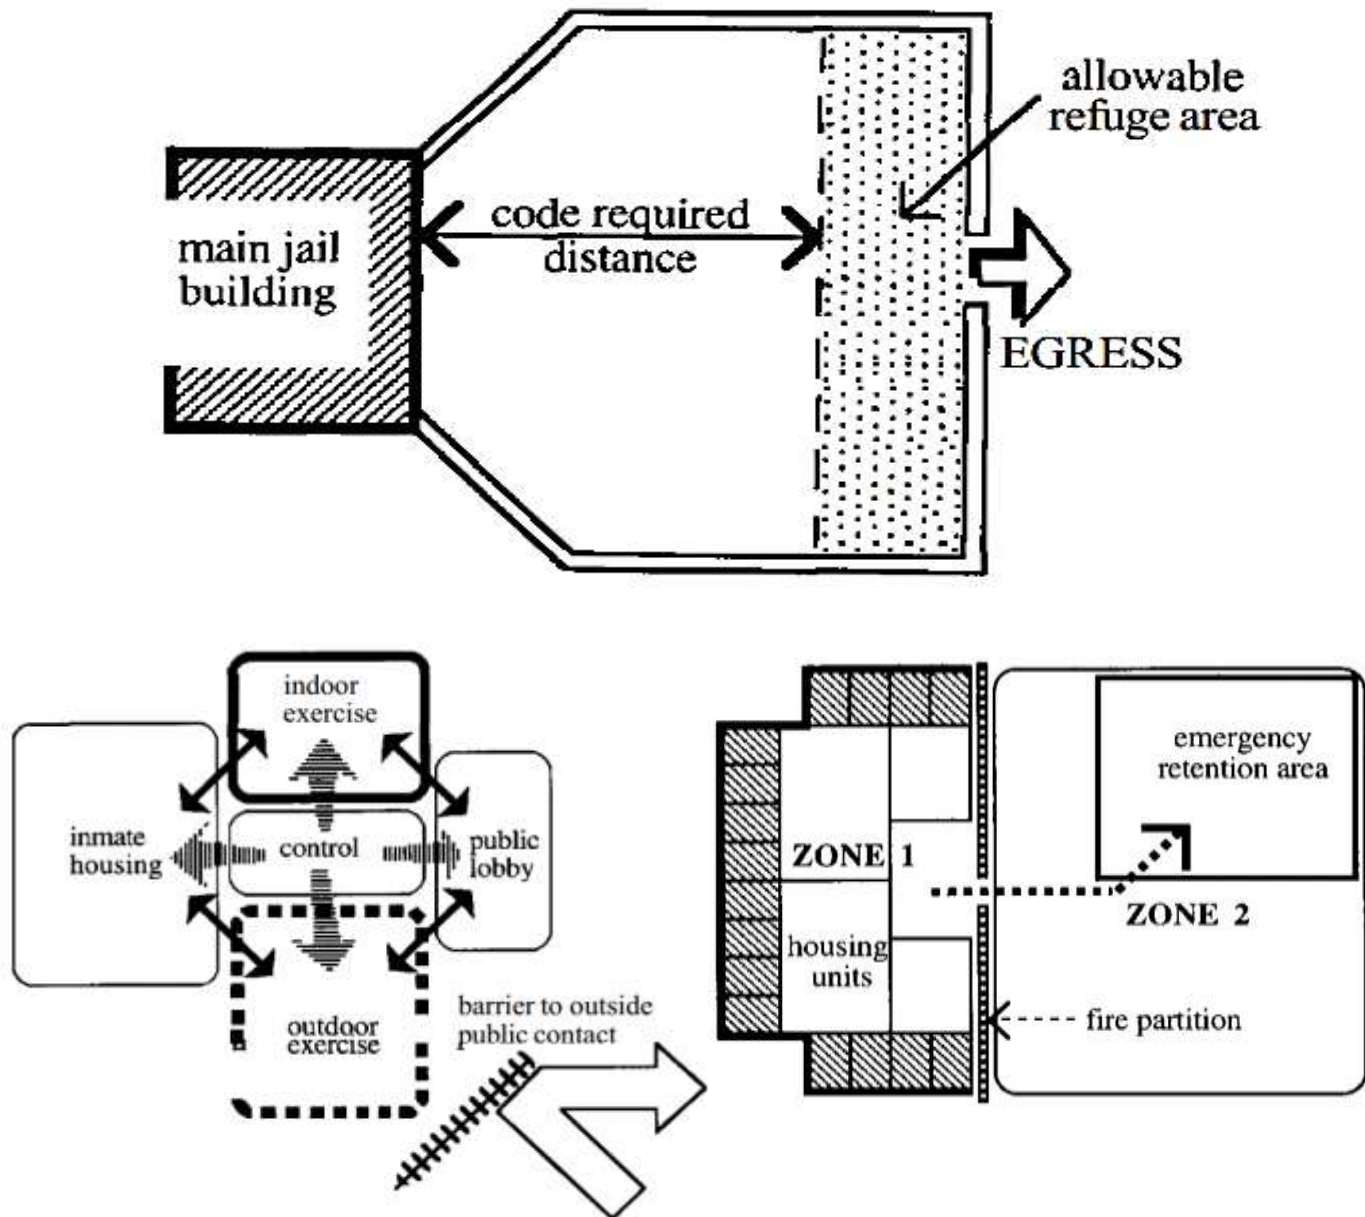 allowable
refuge area
code required
distance
main jail
building
EGRESS
indoor
exercise
inmate
housing
control
public
lobby
outdoor
exercise
barrier to outside
public contact
emergency
retention area
ZONE 1
ZONE 2
housing
units
fire partition